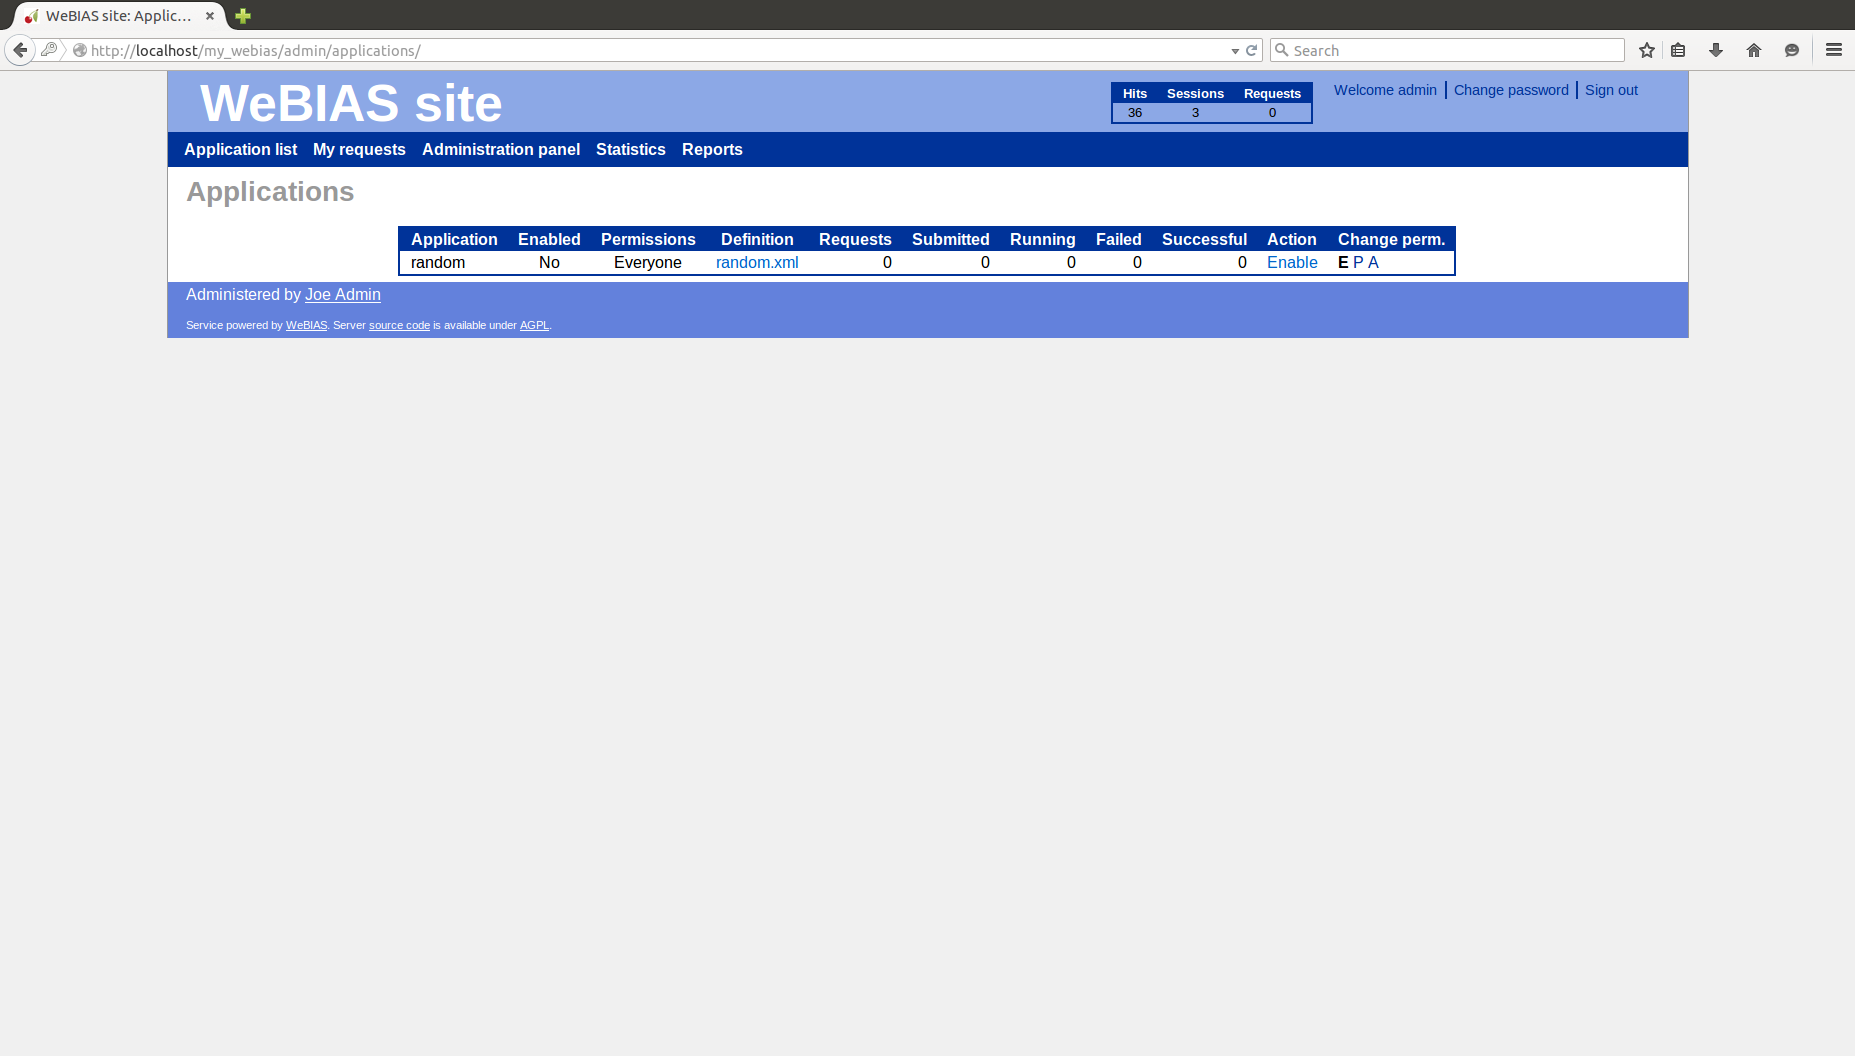 WeBIAS site: Applic...
http://localhost/my_webias/admin/applications/
Search
WeBIAS site
Hits Sessions Requests
36 3 0
Welcome admin Change password Sign out
Application list My requests Administration panel Statistics Reports
Applications
Application Enabled Permissions Definition Requests Submitted Running Failed Successful Action Change perm.
random No Everyone random.xml 0 0 0 0 0 Enable E P A
Administered by Joe Admin
Service powered by WeBIAS. Server source code is available under AGPL.